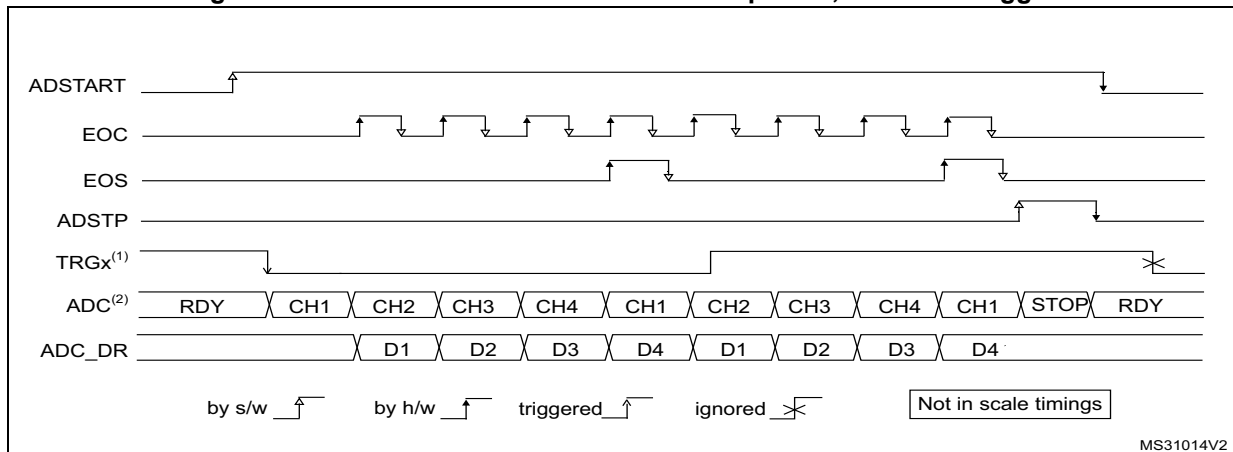 ADSTART
EOC
EOS
ADSTP
TRGx(1)
ADC(2) RDY CH1 CH2 CH3 CH4 CH1 CH2 CH3 CH4 CH1 STOP RDY
ADC_DR D1 D2 D3 D4 D1 D2 D3 D4
by s/w by h/w triggered ignored Not in scale timings
MS31014V2